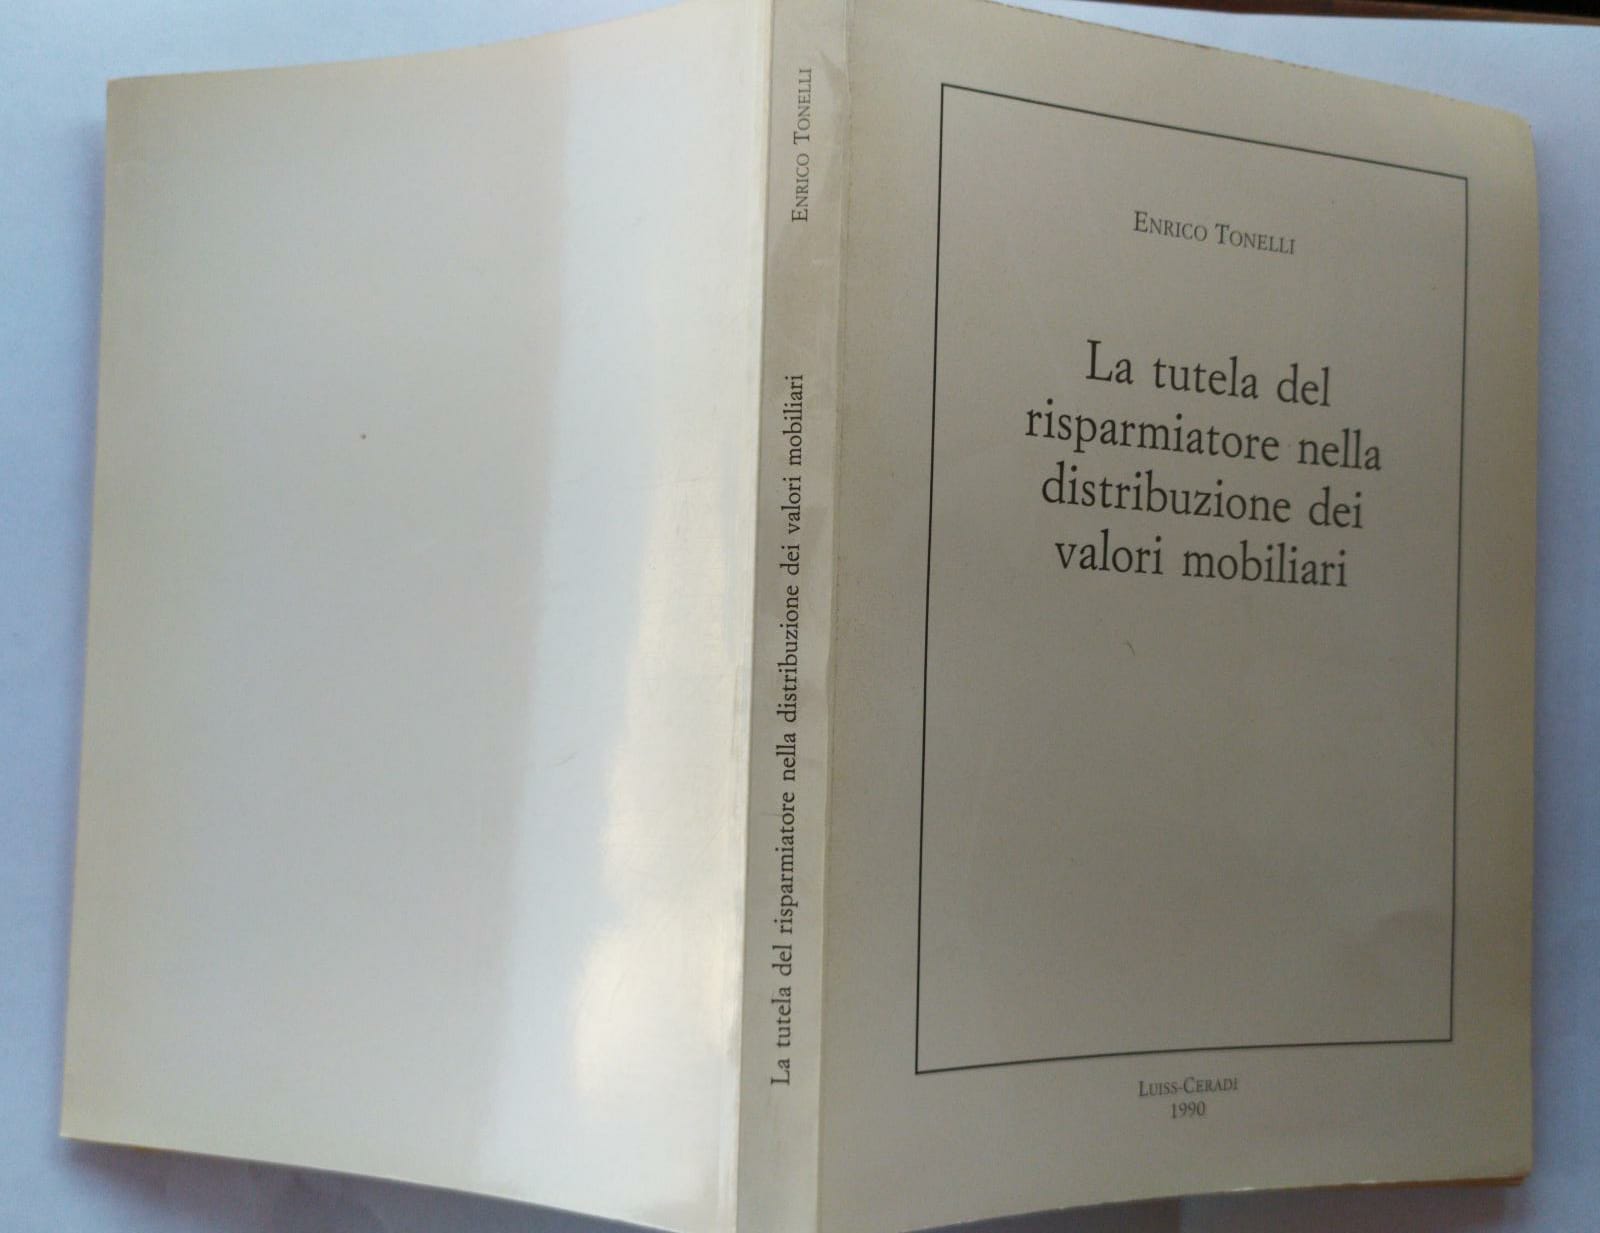 La tutela del risparmiatore nella distribuzione dei valori mobiliari ENRICO TONELLI
ENRICO TONELLI
La tutela del
risparmiatore nella
distribuzione dei
valori mobiliari
LUISS-CERADI
1990